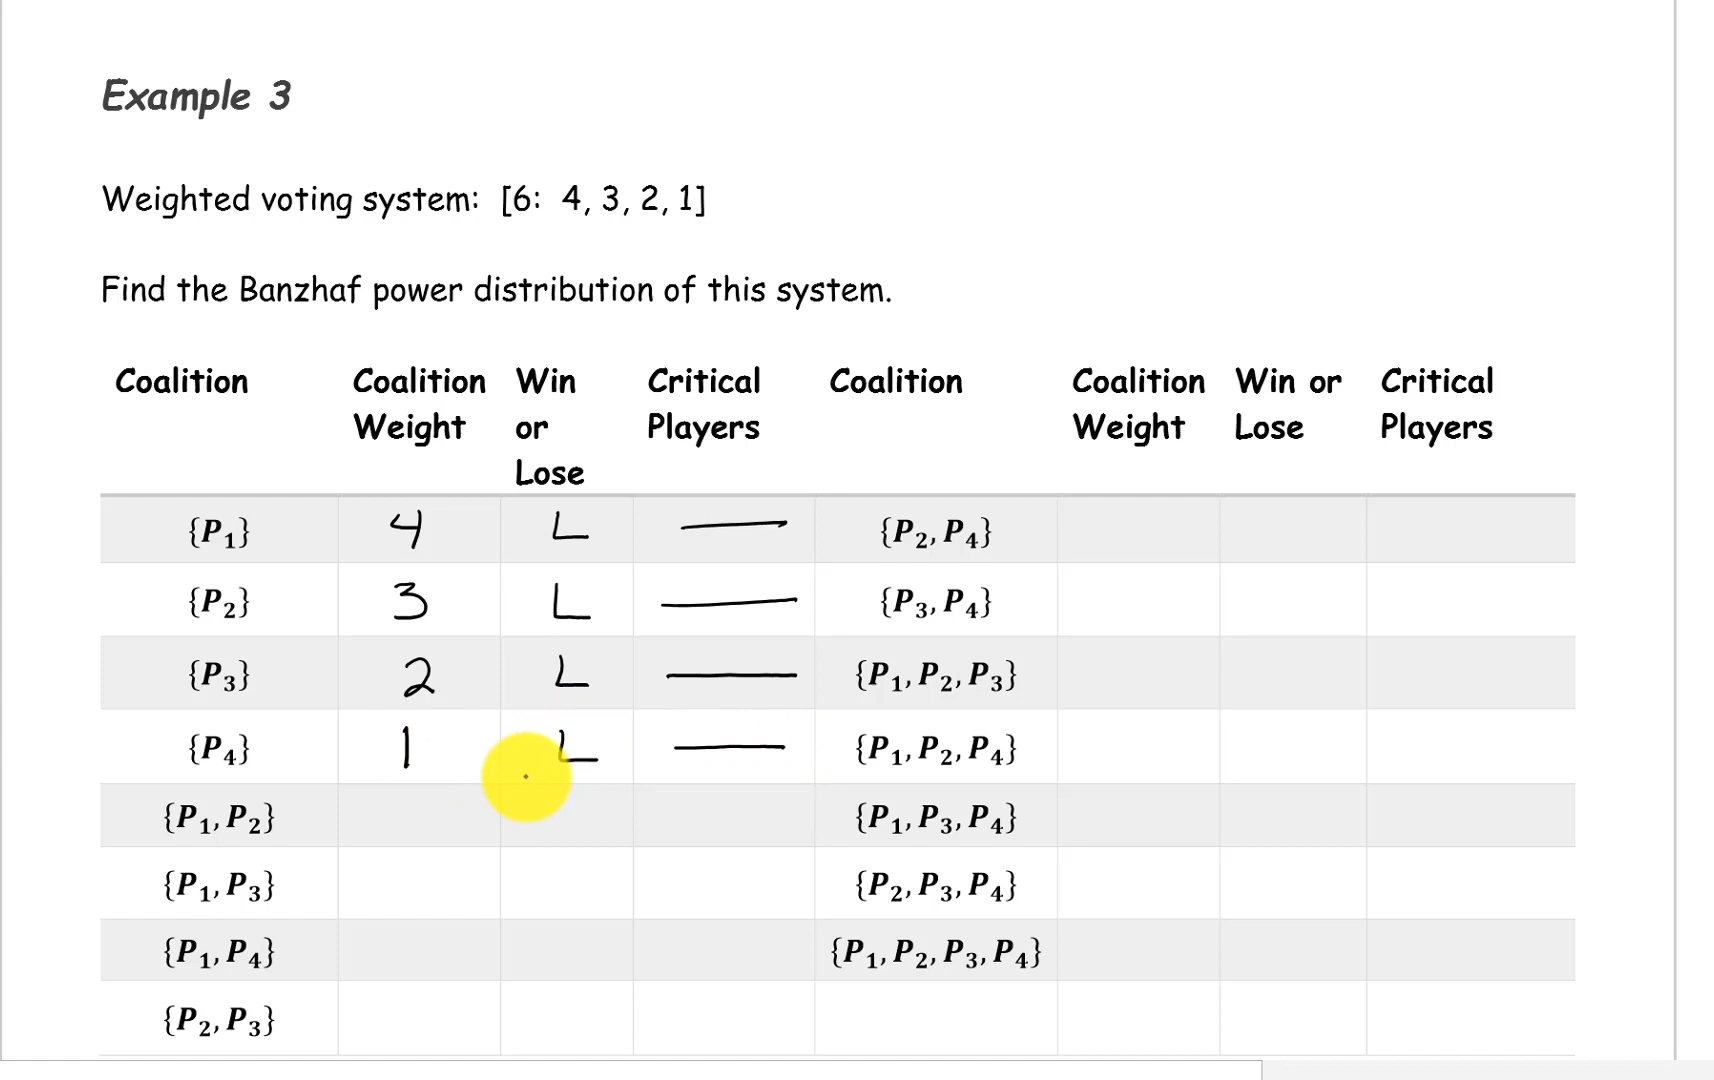 Example 3
Weighted voting system: [6: 4, 3, 2, 1]
Find the Banzhaf power distribution of this system.
Coalition Coalition Weight Win or Lose Critical Players Coalition Coalition Weight Win or Lose Critical Players
{P₁} 4 L — {P₂, P₄}
{P₂} 3 L — {P₃, P₄}
{P₃} 2 L — {P₁, P₂, P₃}
{P₄} 1 L — {P₁, P₂, P₄}
{P₁, P₂} {P₁, P₃, P₄}
{P₁, P₃} {P₂, P₃, P₄}
{P₁, P₄} {P₁, P₂, P₃, P₄}
{P₂, P₃}